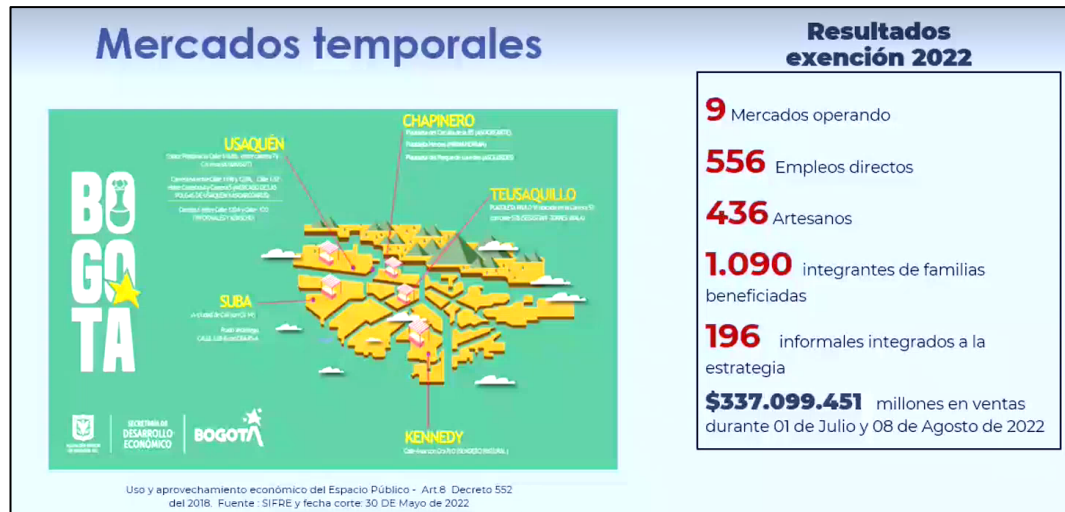 Mercados temporales
Resultados
exención 2022
9 Mercados operando
556 Empleos directos
436 Artesanos
1.090 integrantes de familias
beneficiadas
196 informales integrados a la
estrategia
$337.099.451 millones en ventas
durante 01 de Julio y 08 de Agosto de 2022
BO
GO
TA
CHAPINERO
USAQUÉN
TEUSAQUILLO
SUBA
KENNEDY
SECRETARÍA DE
DESARROLLO
ECONÓMICO
BOGOTÁ
Uso y aprovechamiento económico del Espacio Público - Art.8 Decreto 552
del 2018. Fuente : SIFRE y fecha corte: 30 DE Mayo de 2022